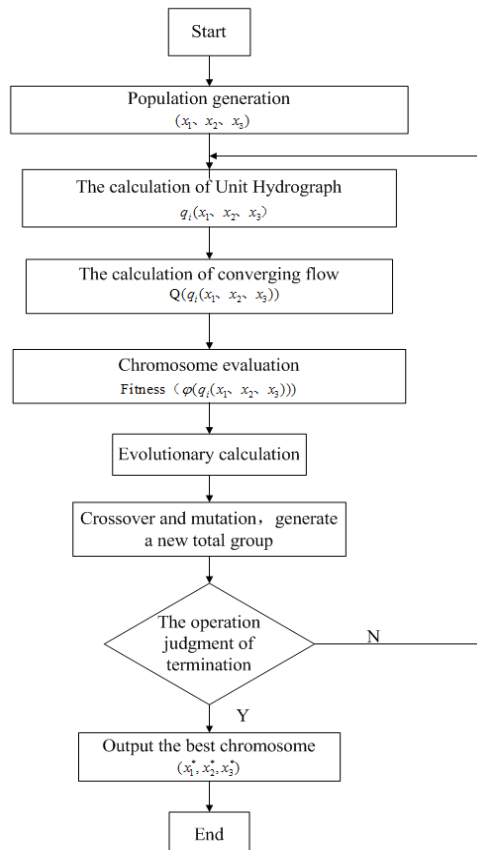 Start
Population generation
(x₁、x₂、x₃)
The calculation of Unit Hydrograph
qᵢ(x₁、x₂、x₃)
The calculation of converging flow
Q(qᵢ(x₁、x₂、x₃))
Chromosome evaluation
Fitness（φ(qᵢ(x₁、x₂、x₃)))
Evolutionary calculation
Crossover and mutation，generate
a new total group
The operation
judgment of
termination
N
Y
Output the best chromosome
(x₁*,x₂*,x₃*)
End